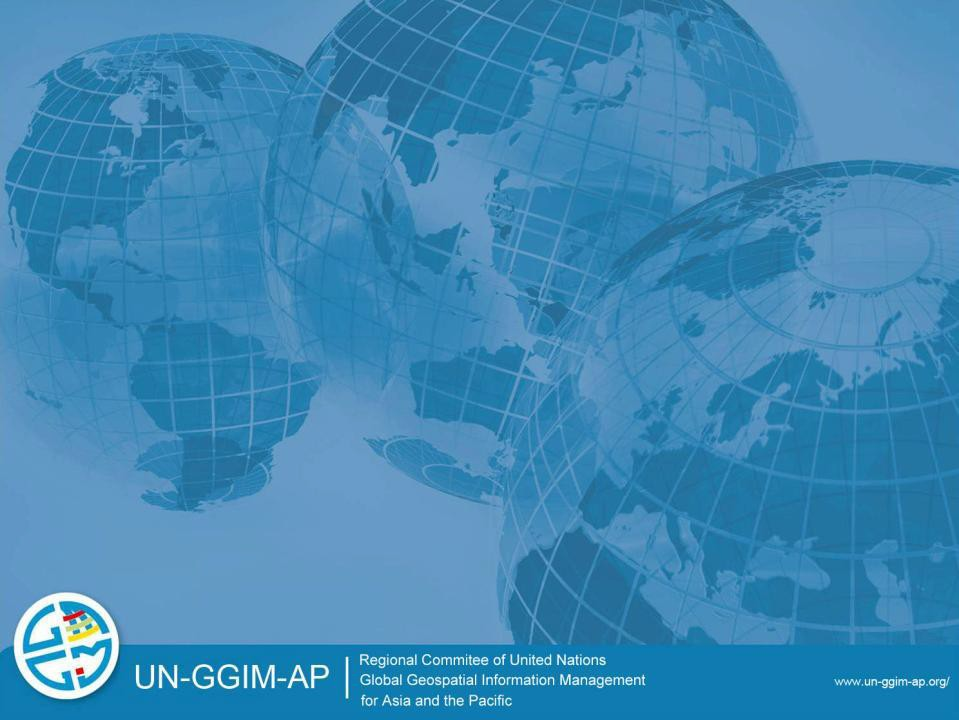 UN-GGIM-AP
Regional Commitee of United Nations
Global Geospatial Information Management
for Asia and the Pacific
www.un-ggim-ap.org/